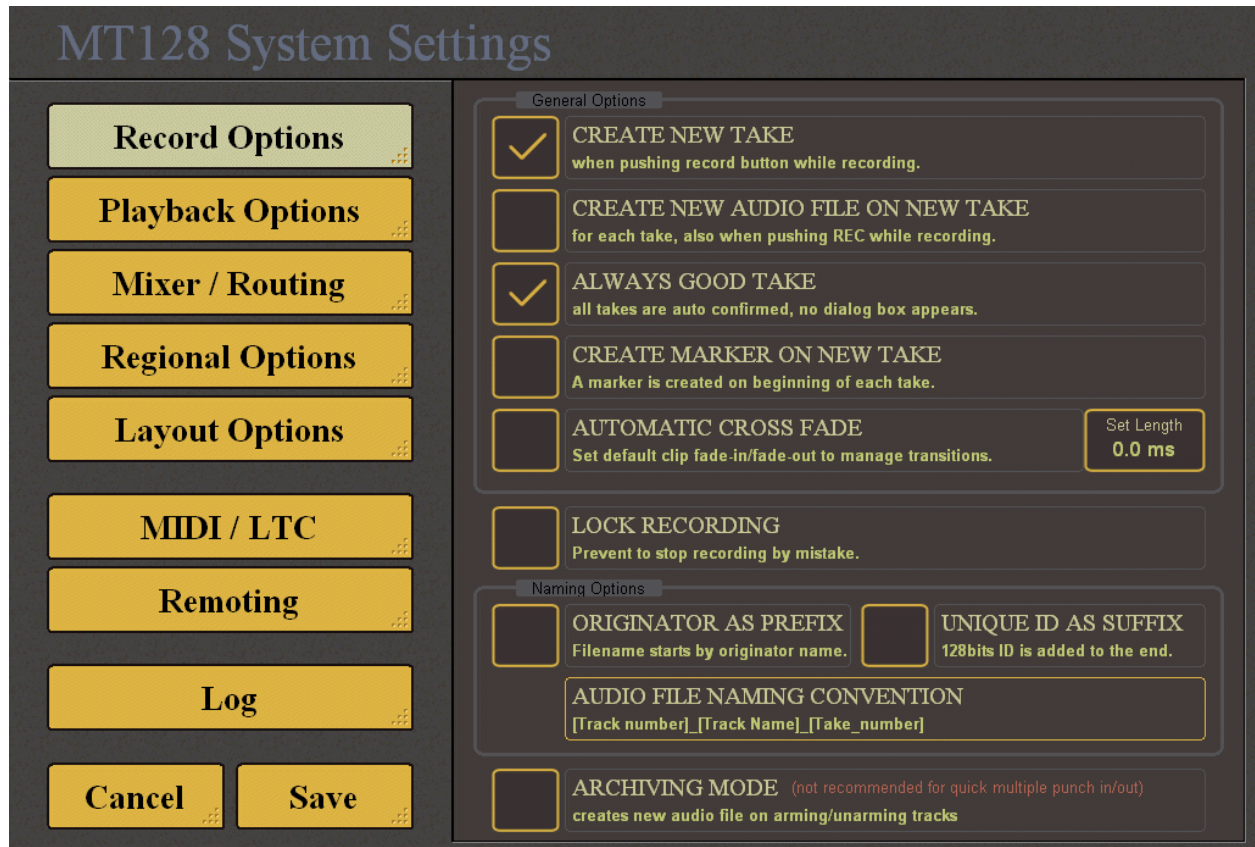 MT128 System Settings
Record Options
Playback Options
Mixer / Routing
Regional Options
Layout Options
MIDI / LTC
Remoting
Log
Cancel
Save
General Options
CREATE NEW TAKE
when pushing record button while recording.
CREATE NEW AUDIO FILE ON NEW TAKE
for each take, also when pushing REC while recording.
ALWAYS GOOD TAKE
all takes are auto confirmed, no dialog box appears.
CREATE MARKER ON NEW TAKE
A marker is created on beginning of each take.
AUTOMATIC CROSS FADE
Set default clip fade-in/fade-out to manage transitions.
Set Length
0.0 ms
LOCK RECORDING
Prevent to stop recording by mistake.
Naming Options
ORIGINATOR AS PREFIX
Filename starts by originator name.
UNIQUE ID AS SUFFIX
128bits ID is added to the end.
AUDIO FILE NAMING CONVENTION
[Track number]_[Track Name]_[Take_number]
ARCHIVING MODE (not recommended for quick multiple punch in/out)
creates new audio file on arming/unarming tracks